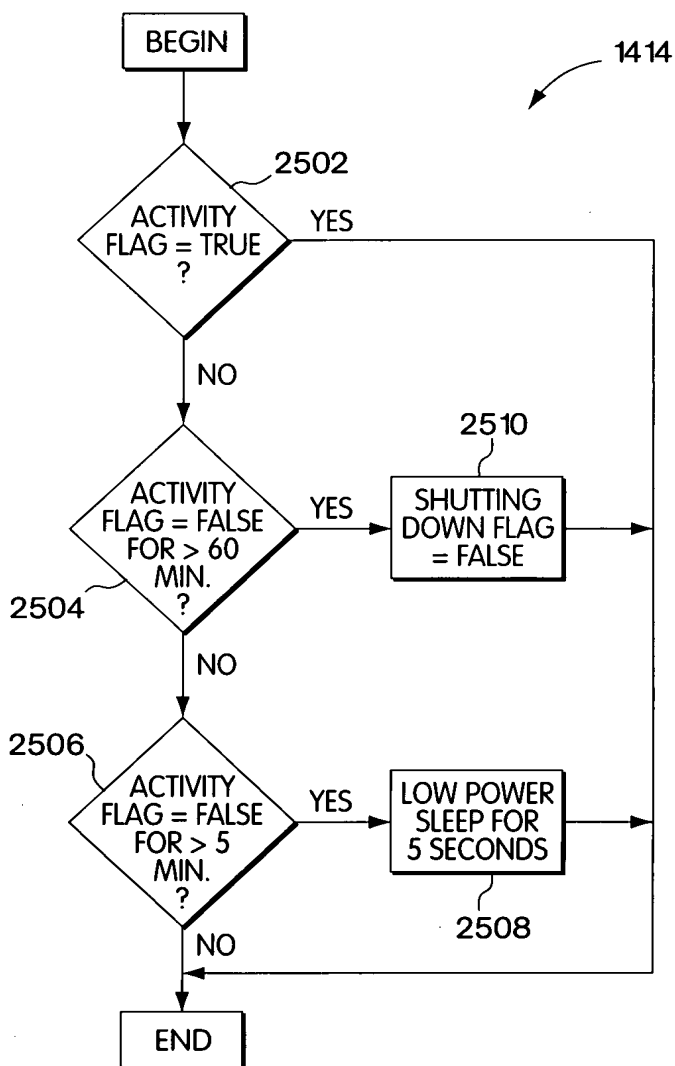 BEGIN
1414
2502
ACTIVITY
FLAG = TRUE
?
YES
NO
2510
ACTIVITY
FLAG = FALSE
FOR > 60
MIN.
?
YES
SHUTTING
DOWN FLAG
= FALSE
2504
NO
2506
ACTIVITY
FLAG = FALSE
FOR > 5
MIN.
?
YES
LOW POWER
SLEEP FOR
5 SECONDS
2508
NO
END